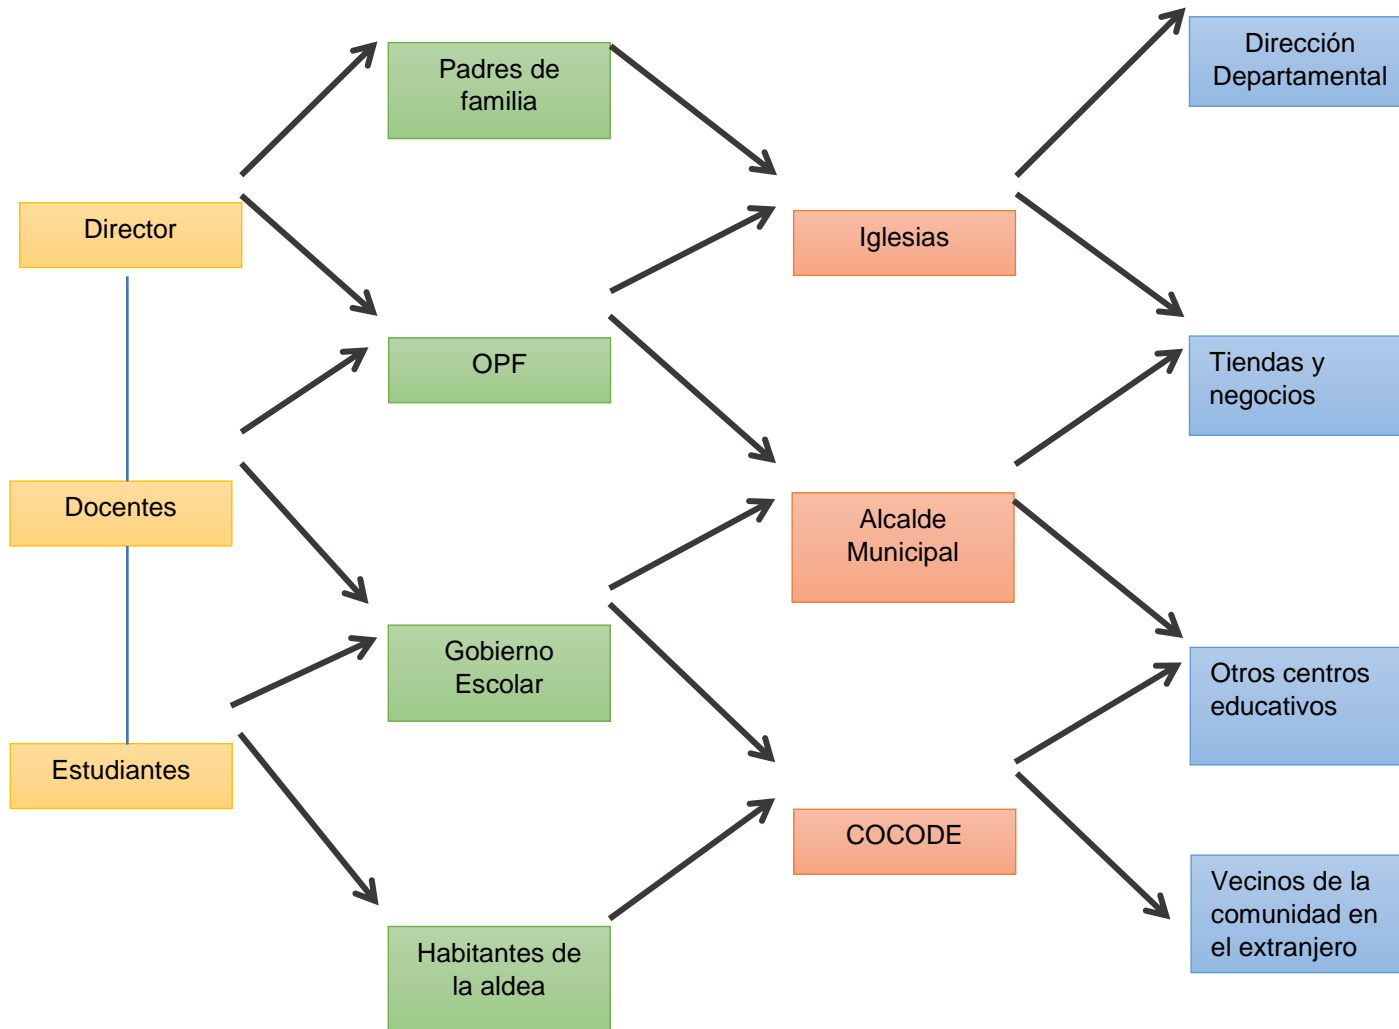 Director
Docentes
Estudiantes
Padres de
familia
OPF
Gobierno
Escolar
Habitantes de
la aldea
Iglesias
Alcalde
Municipal
COCODE
Dirección
Departamental
Tiendas y
negocios
Otros centros
educativos
Vecinos de la
comunidad en
el extranjero